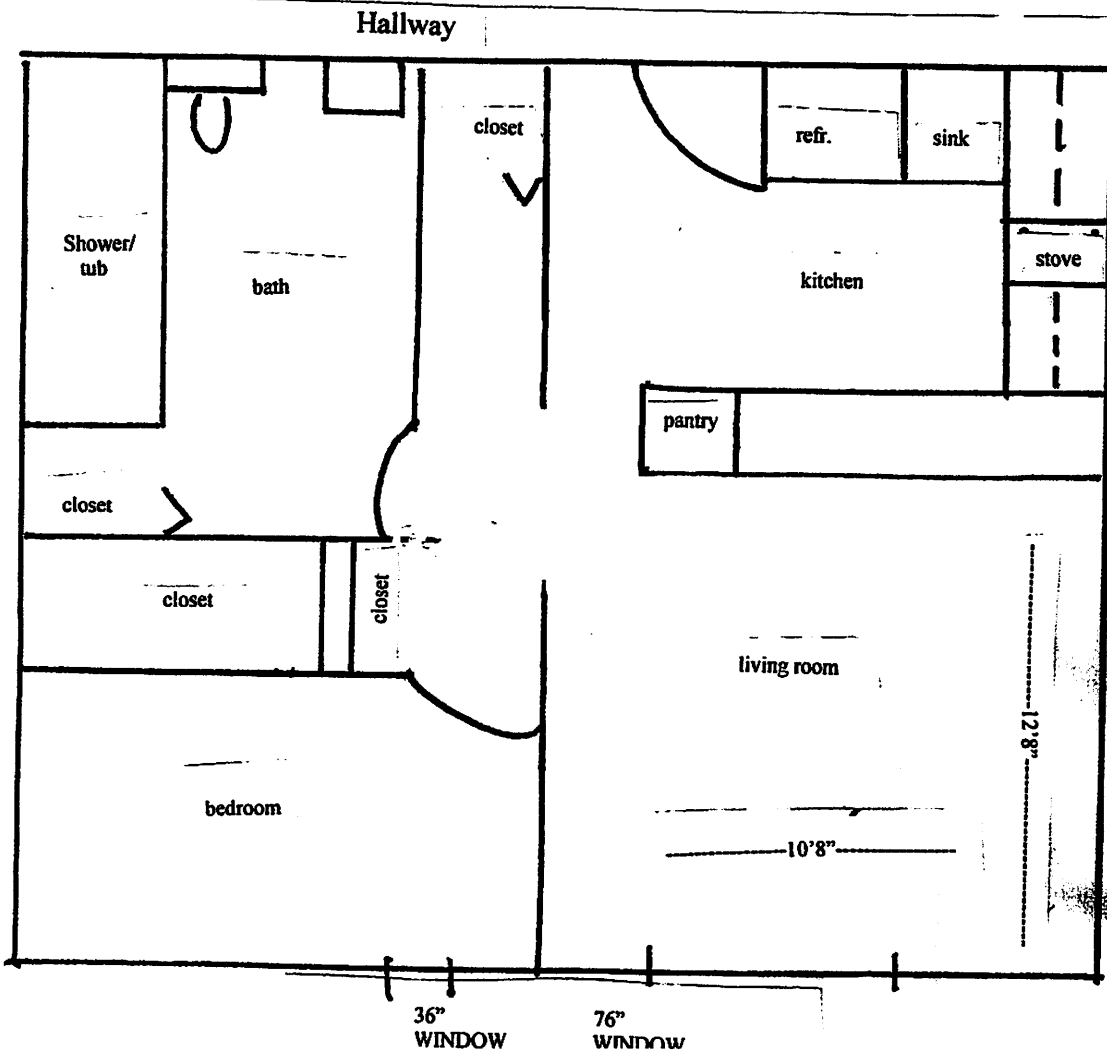 Hallway
closet
refr.
sink
Shower/
tub
bath
kitchen
stove
pantry
closet
closet
closet
living room
12'8"
bedroom
10'8"
36"
WINDOW
76"
WINDOW